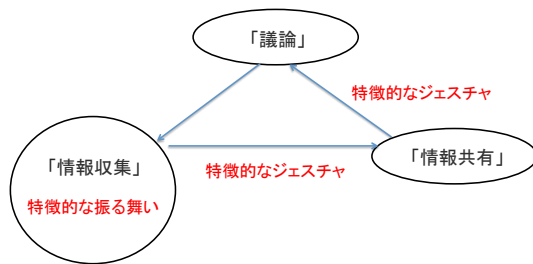 「議論」
特徴的なジェスチャ
「情報収集」
特徴的な振る舞い
特徴的なジェスチャ
「情報共有」